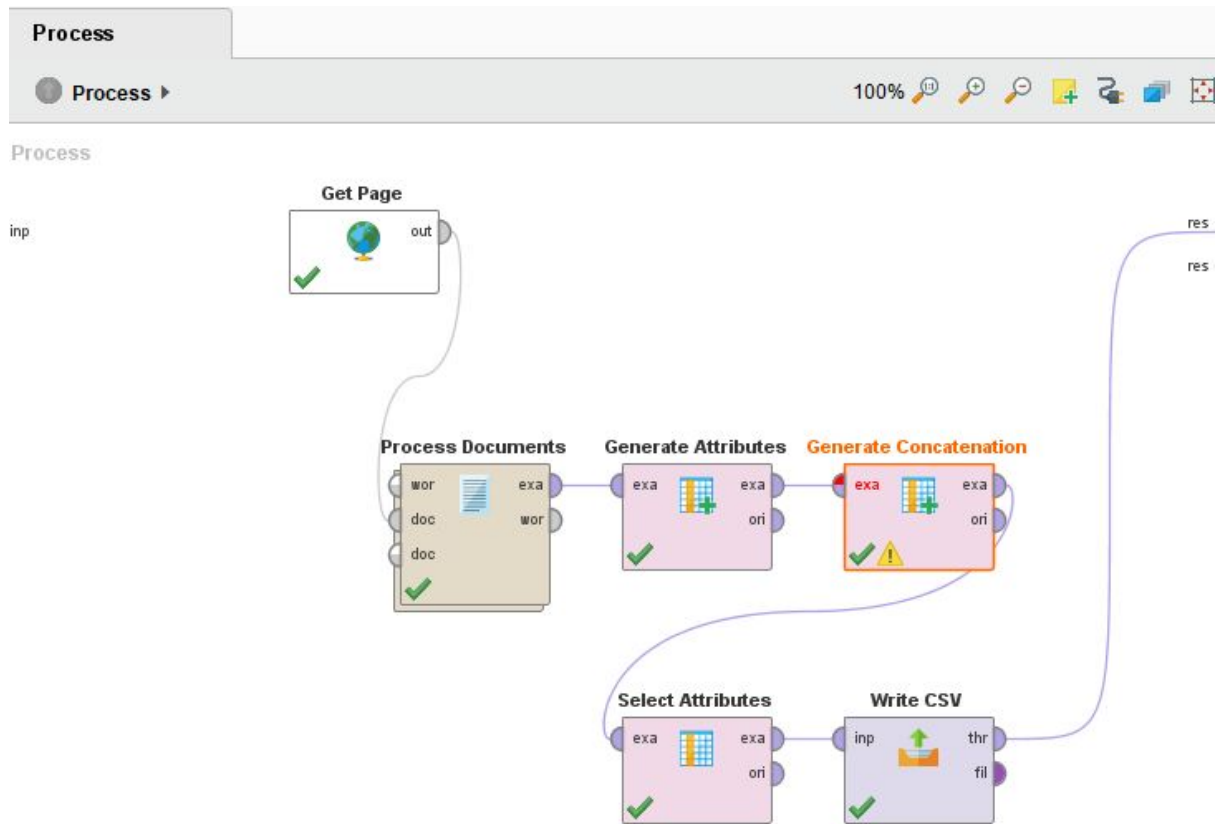 Process
Process
100%
Process
Get Page
inp
out
res
res
Process Documents
Generate Attributes
Generate Concatenation
wor
exa
exa
exa
exa
exa
doc
wor
ori
ori
doc
Select Attributes
Write CSV
exa
exa
inp
thr
ori
fil